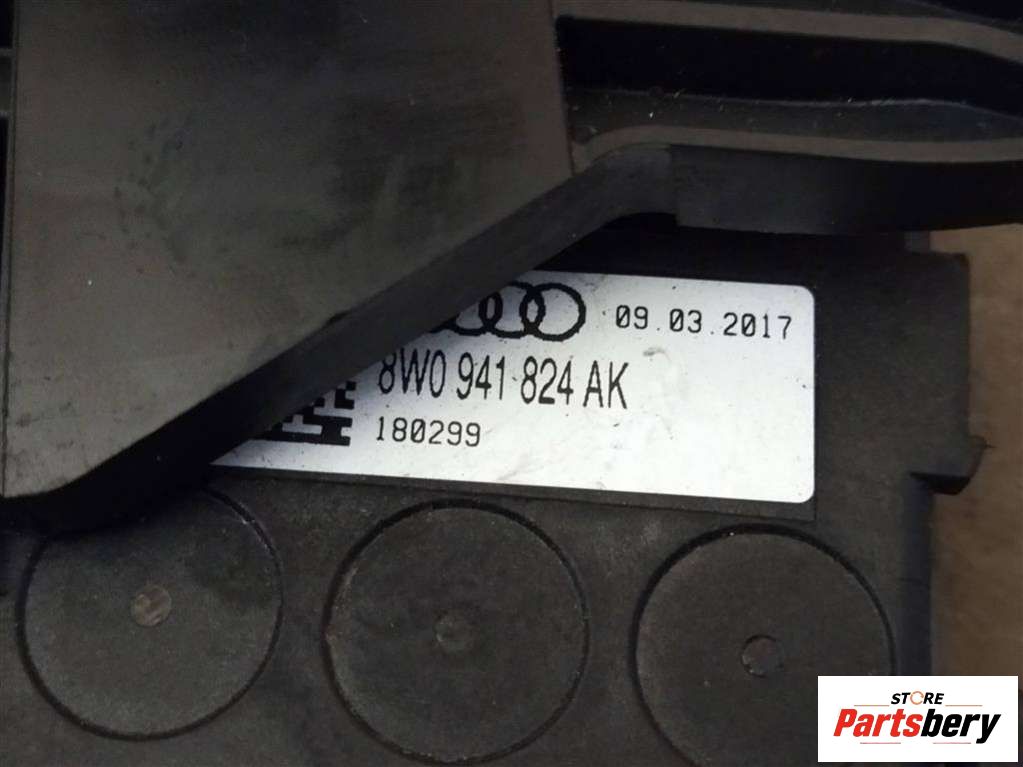 09.03.2017
8W0 941 824 AK
180299
STORE
Partsbery